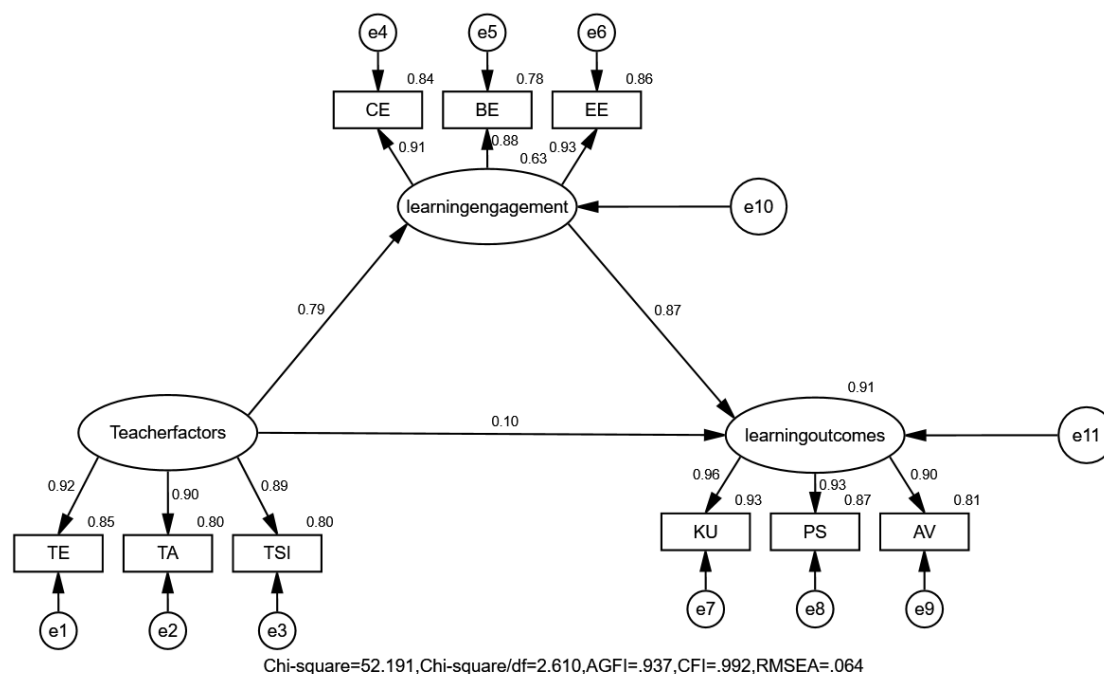 e4 e5 e6
0.84 0.78 0.86
CE BE EE
0.91 0.88 0.93
0.63
learningengagement e10
0.79 0.87
0.91
Teacherfactors 0.10 learningoutcomes e11
0.92 0.90 0.89 0.96 0.93 0.90
0.85 0.80 0.80 0.93 0.87 0.81
TE TA TSI KU PS AV
e1 e2 e3 e7 e8 e9
Chi-square=52.191,Chi-square/df=2.610,AGFI=.937,CFI=.992,RMSEA=.064